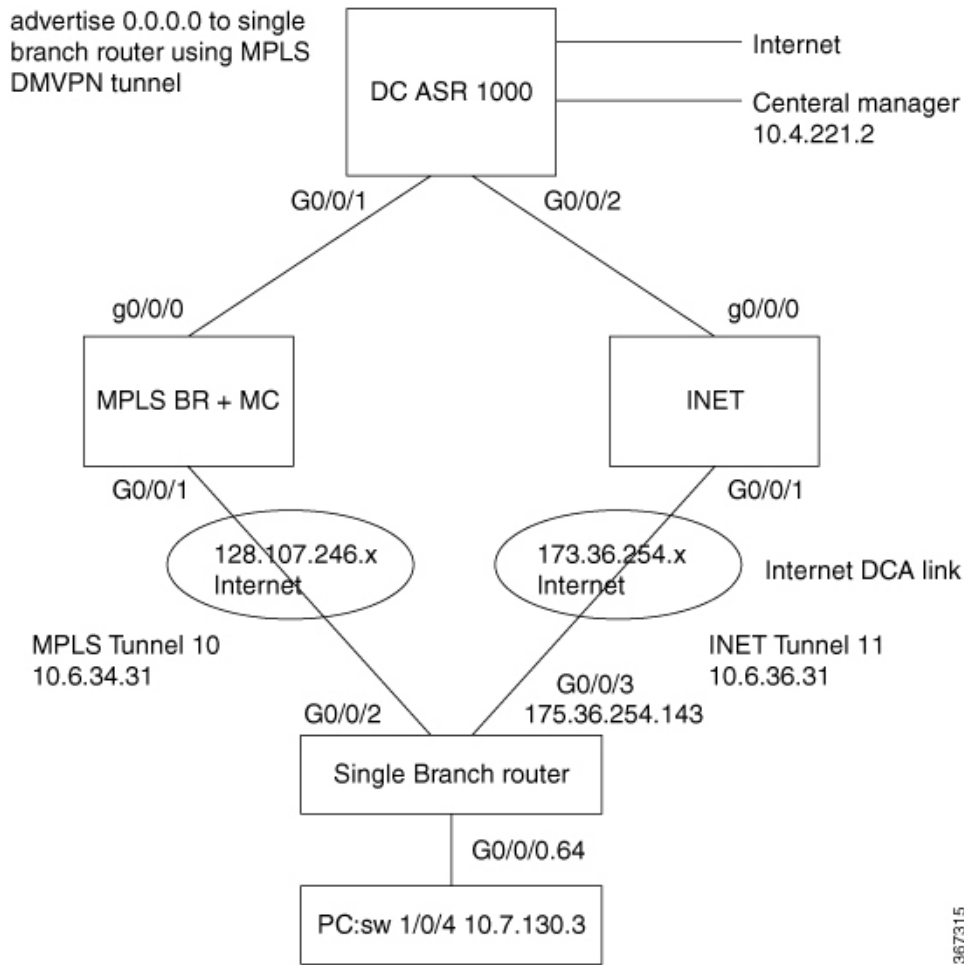 advertise 0.0.0.0 to single
branch router using MPLS
DMVPN tunnel
DC ASR 1000
Internet
Centeral manager
10.4.221.2
G0/0/1
G0/0/2
g0/0/0
g0/0/0
MPLS BR + MC
INET
G0/0/1
G0/0/1
128.107.246.x
Internet
173.36.254.x
Internet
Internet DCA link
MPLS Tunnel 10
10.6.34.31
INET Tunnel 11
10.6.36.31
G0/0/2
G0/0/3
175.36.254.143
Single Branch router
G0/0/0.64
PC:sw 1/0/4 10.7.130.3
367315